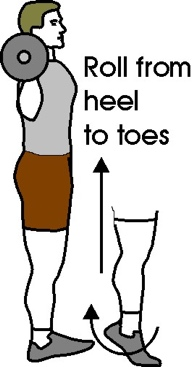 Roll from
heel
to toes